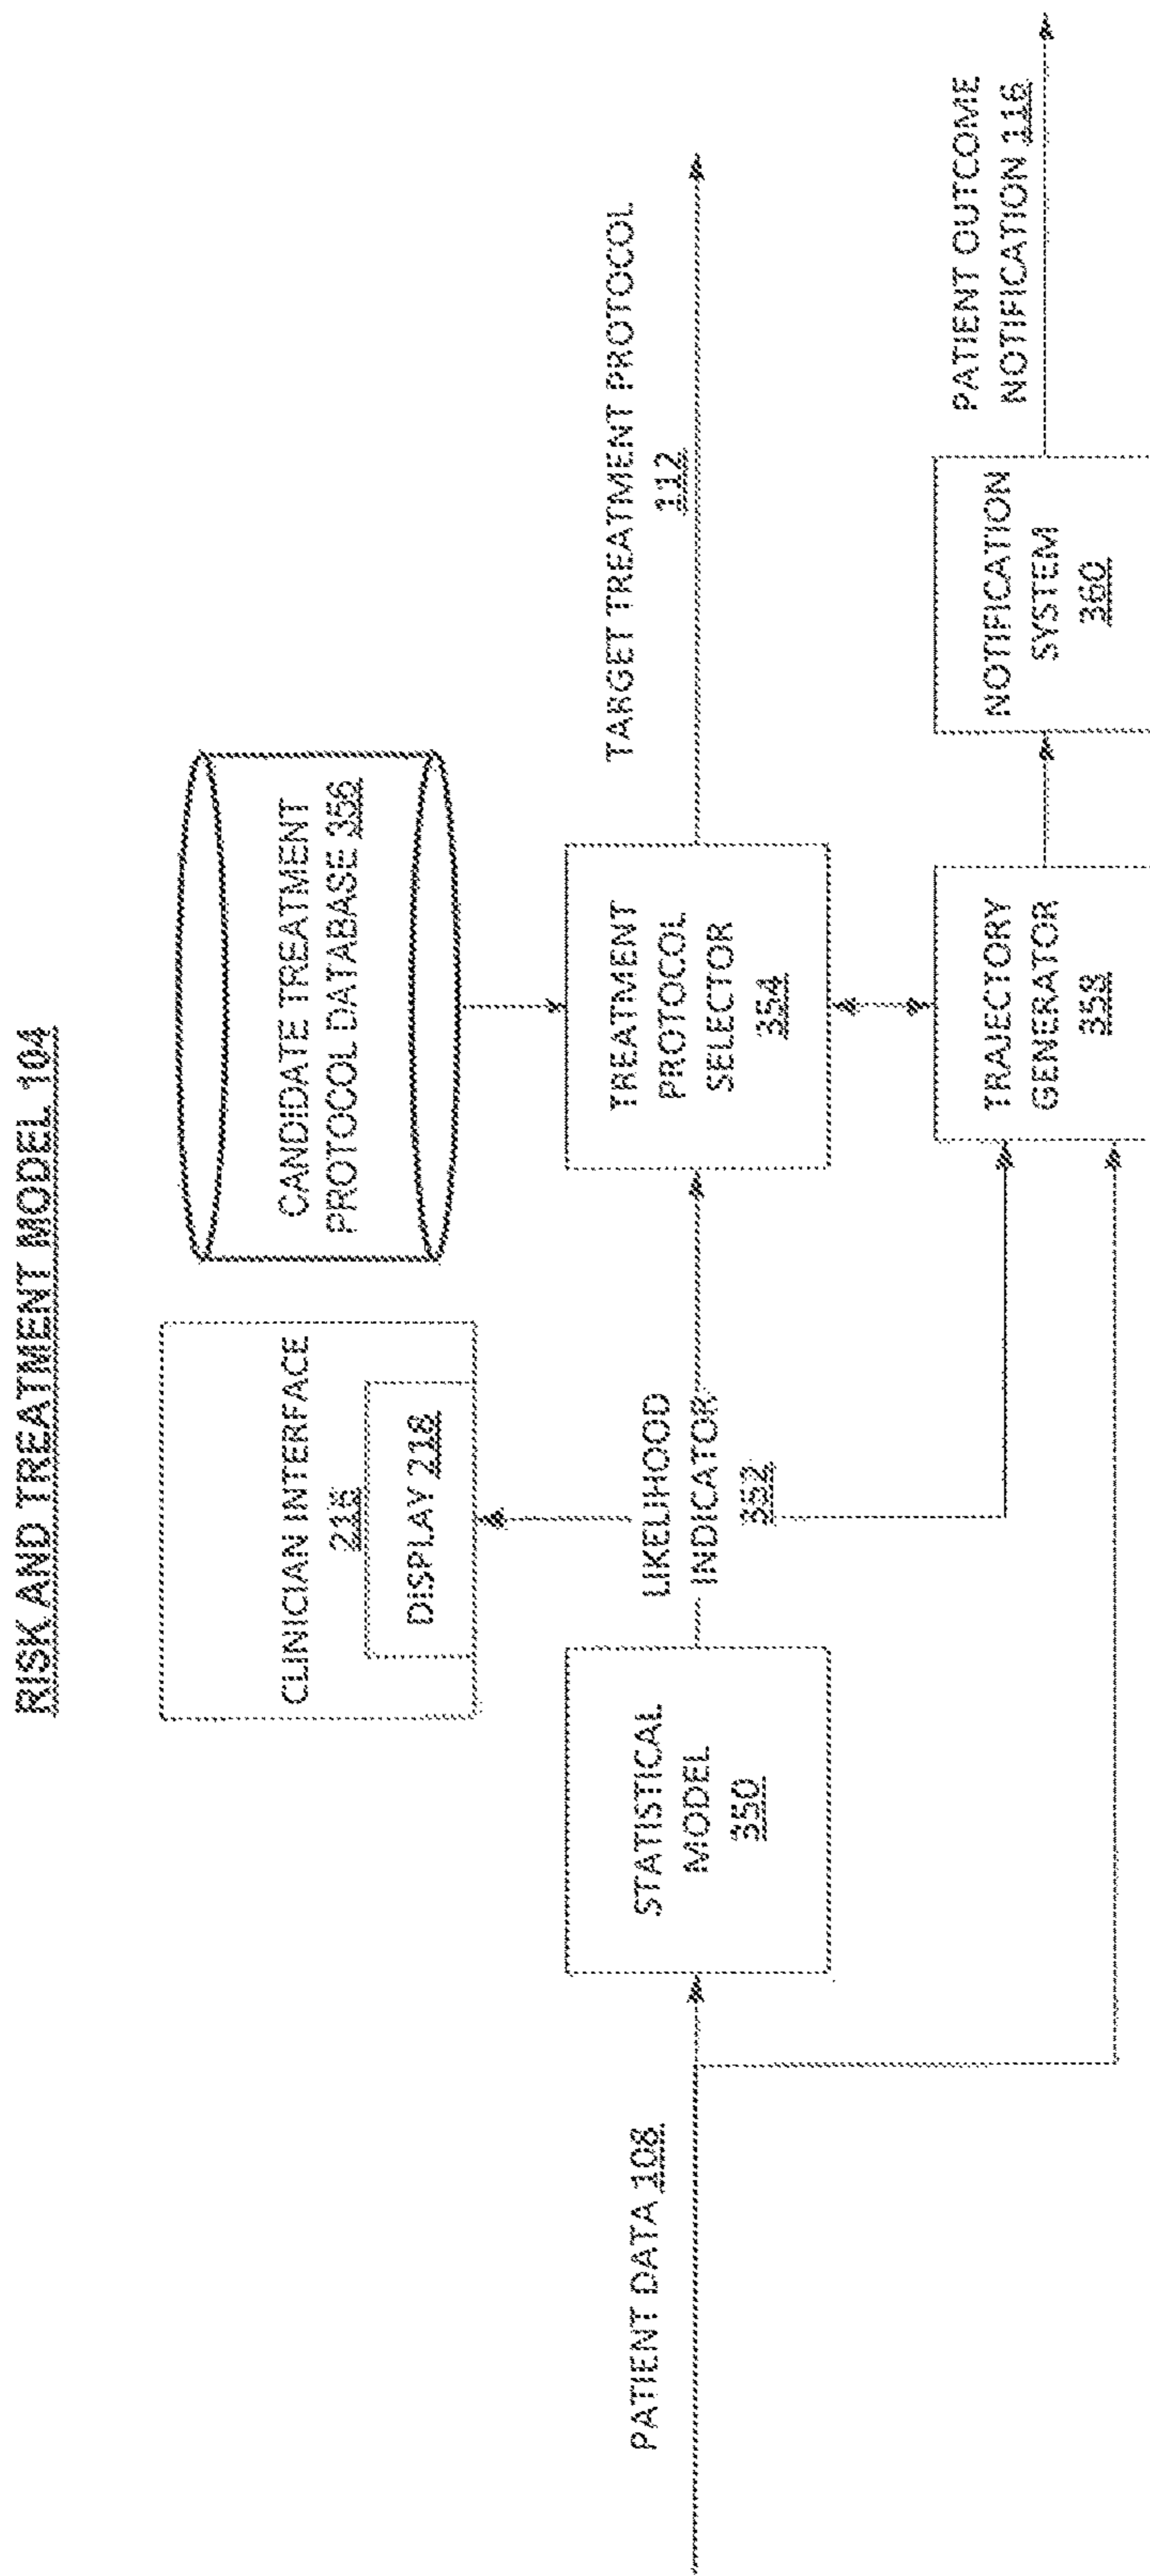 RISK AND TREATMENT MODEL 104
CLINICIAN INTERFACE
216
DISPLAY 218
CANDIDATE TREATMENT
PROTOCOL DATABASE 356
PATIENT DATA 108
STATISTICAL
MODEL
350
LIKELIHOOD
INDICATOR
352
TREATMENT
PROTOCOL
SELECTOR
354
TARGET TREATMENT PROTOCOL
112
TRAJECTORY
GENERATOR
358
NOTIFICATION
SYSTEM
360
PATIENT OUTCOME
NOTIFICATION 116